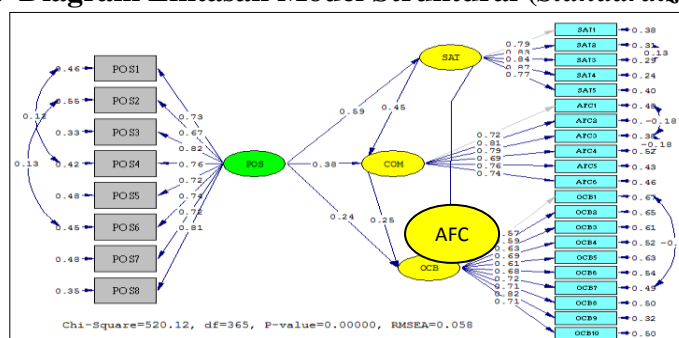 Diagram Lintasan Model Struktural
0.46 POS1
0.55 POS2
0.12
0.33 POS3
0.42 POS4
0.13
0.48 POS5
0.45 POS6
0.48 POS7
0.35 POS8
0.73
0.67
0.82
0.76
0.72
0.74
0.72
0.81
POS
0.59
0.38
0.24
SAT
0.45
COM
0.25
AFC
OCB
0.79
0.84
0.77
0.72
0.81
0.79
0.69
0.76
0.74
0.57
0.59
0.63
0.69
0.61
0.68
0.72
0.71
0.82
0.71
SAT1 0.38
SAT2 0.31
0.13
SAT3 0.29
SAT4 0.24
SAT5 0.40
AFC1 0.48
AFC2 -0.18
AFC3 0.38
-0.18
AFC4 0.52
AFC5 0.43
AFC6 0.46
OCB1 0.67
OCB2 0.65
OCB3 0.61
OCB4 0.52
OCB5 0.63
OCB6 0.54
OCB7 0.49
OCB8 0.50
OCB9 0.32
OCB10 0.50
Chi-Square=520.12, df=365, P-value=0.00000, RMSEA=0.058